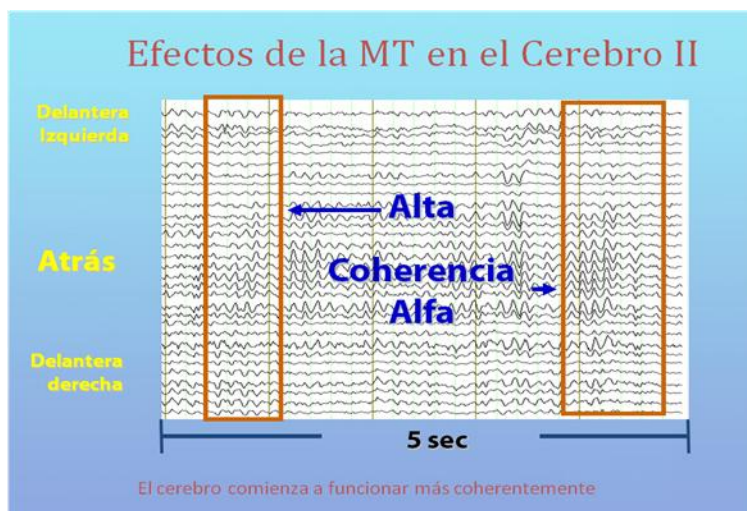 Efectos de la MT en el Cerebro II
Delantera
Izquierda
Alta
Atrás
Coherencia
Alfa
Delantera
derecha
5 sec
El cerebro comienza a funcionar más coherentemente